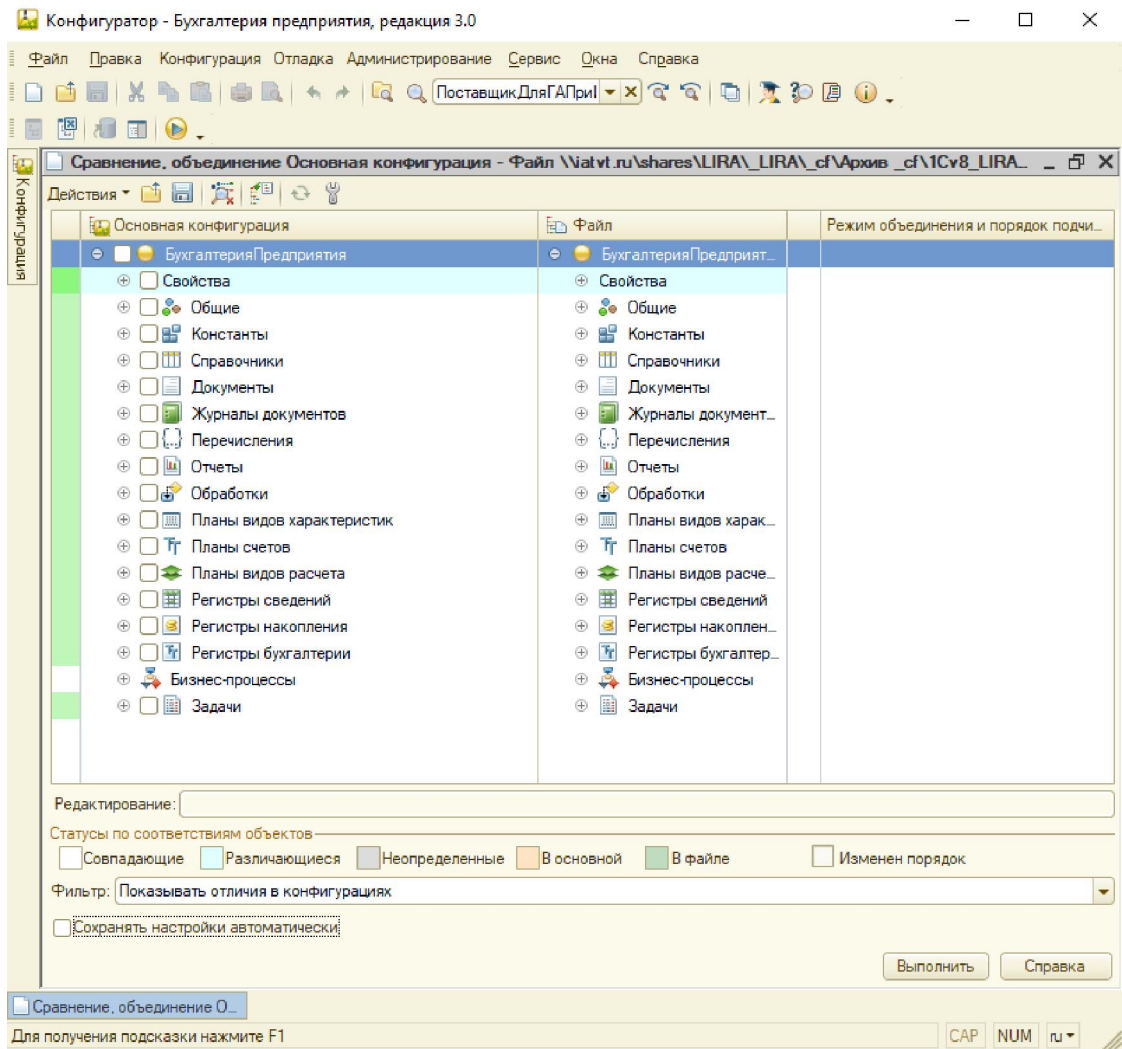 Конфигуратор - Бухгалтерия предприятия, редакция 3.0
Файл Правка Конфигурация Отладка Администрирование Сервис Окна Справка
ПоставщикДляГАПриI
Конфигурация
Сравнение, объединение Основная конфигурация - Файл \\iatvt.ru\shares\LIRA\_LIRA\_cf\Архив _cf\1Cv8_LIRA...
Действия
Основная конфигурация Файл Режим объединения и порядок подчи...
БухгалтерияПредприятия БухгалтерияПредприят...
Свойства Свойства
Общие Общие
Константы Константы
Справочники Справочники
Документы Документы
Журналы документов Журналы документ...
Перечисления Перечисления
Отчеты Отчеты
Обработки Обработки
Планы видов характеристик Планы видов харак...
Планы счетов Планы счетов
Планы видов расчета Планы видов расче...
Регистры сведений Регистры сведений
Регистры накопления Регистры накоплен...
Регистры бухгалтерии Регистры бухгалтер...
Бизнес-процессы Бизнес-процессы
Задачи Задачи
Редактирование:
Статусы по соответствиям объектов
Совпадающие Различающиеся Неопределенные В основной В файле Изменен порядок
Фильтр: Показывать отличия в конфигурациях
Сохранять настройки автоматически
Выполнить Справка
Сравнение, объединение О...
Для получения подсказки нажмите F1 CAP NUM ru